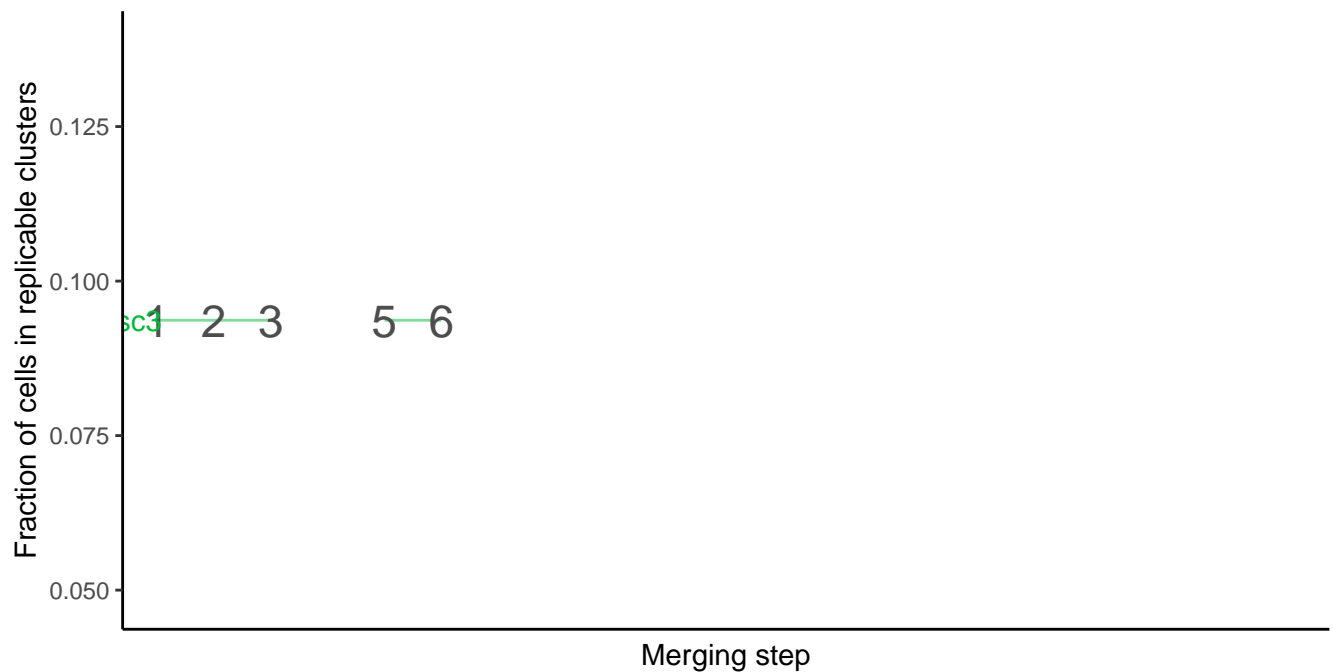 Fraction of cells in replicable clusters
0.125
0.100
0.075
0.050
sc3 1 2 3 5 6
Merging step